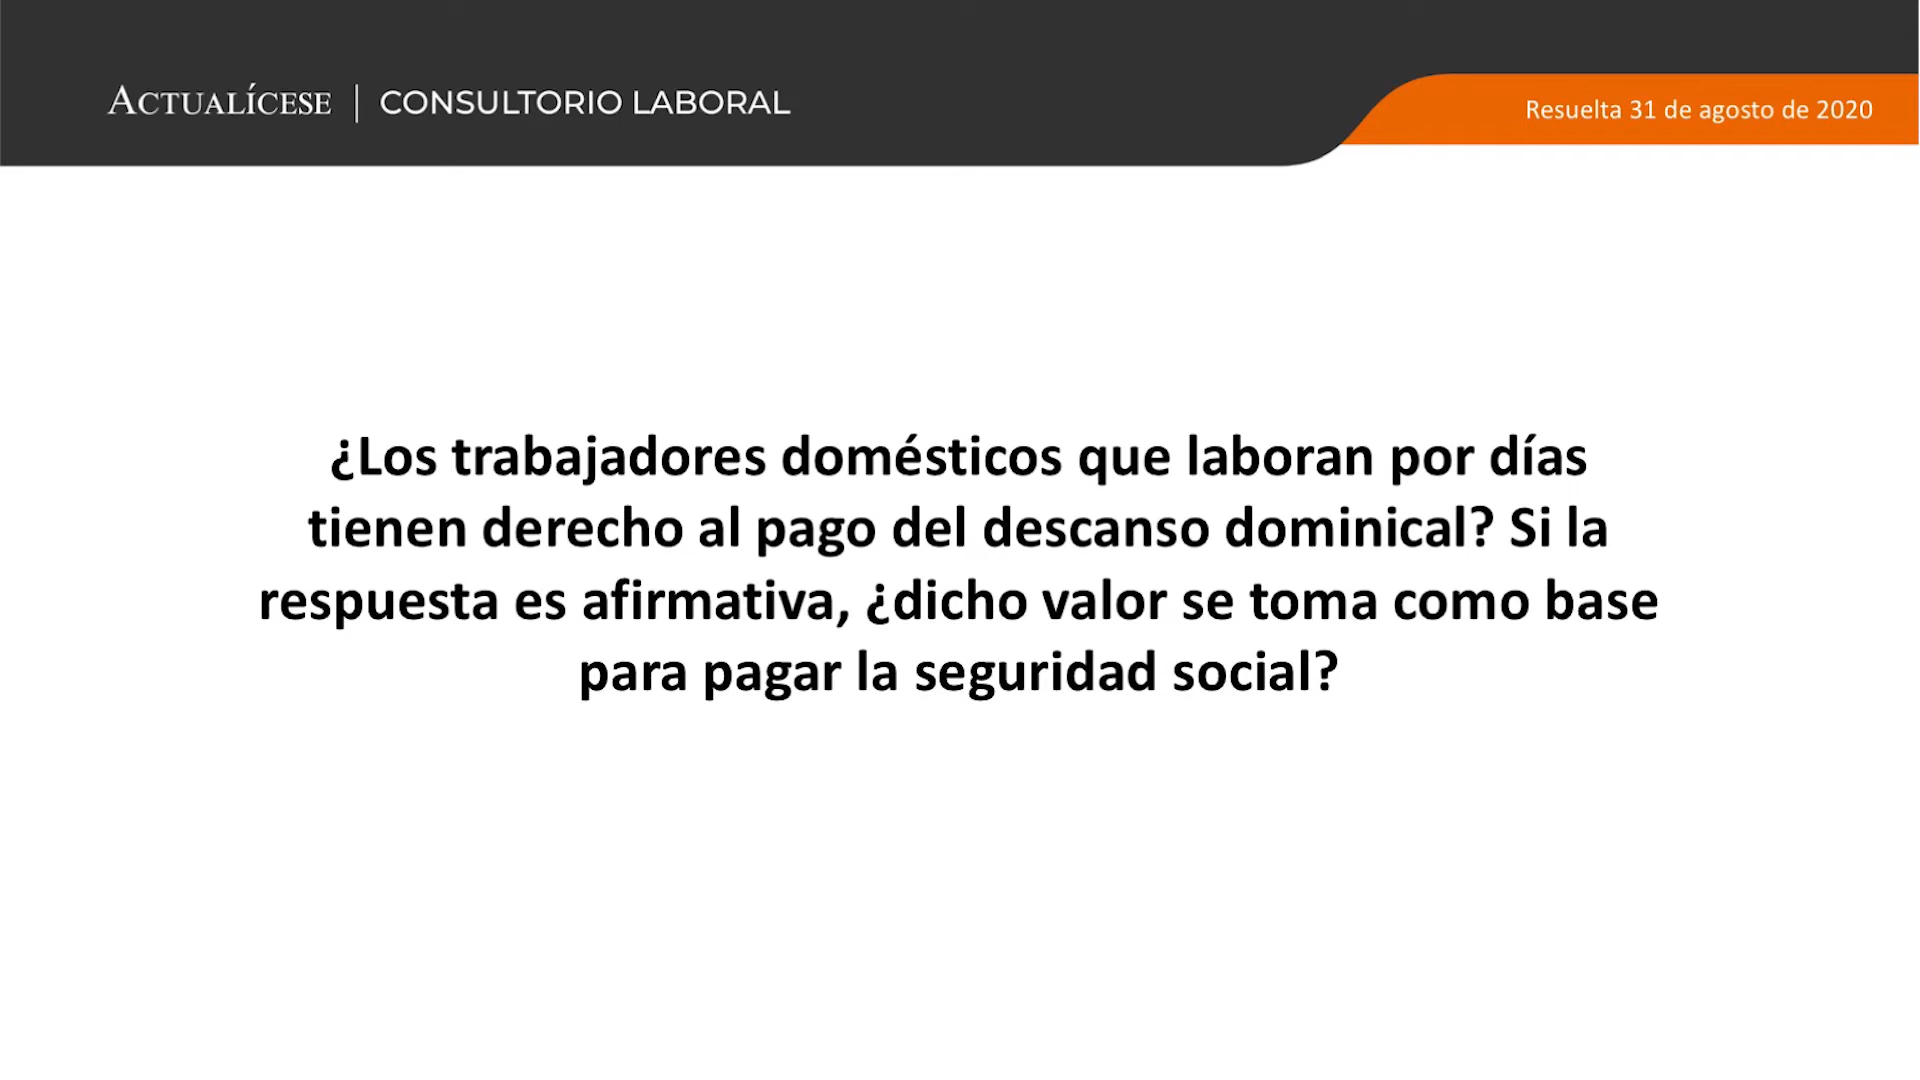 ACTUALÍCESE | CONSULTORIO LABORAL
Resuelta 31 de agosto de 2020
¿Los trabajadores domésticos que laboran por días
tienen derecho al pago del descanso dominical? Si la
respuesta es afirmativa, ¿dicho valor se toma como base
para pagar la seguridad social?